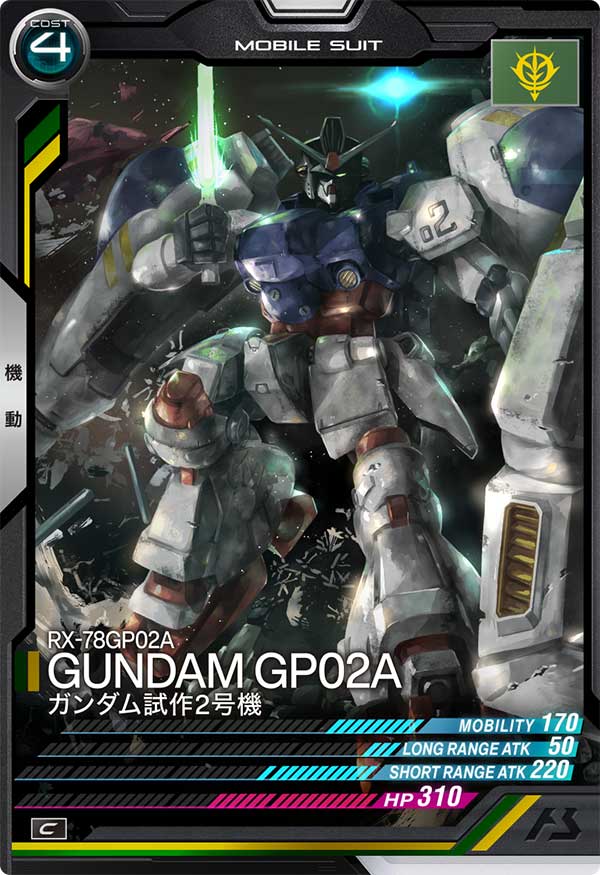 COST
4
MOBILE SUIT
:2
機動
RX-78GP02A
GUNDAM GP02A
ガンダム試作2号機
MOBILITY 170
LONG RANGE ATK 50
SHORT RANGE ATK 220
HP 310
C